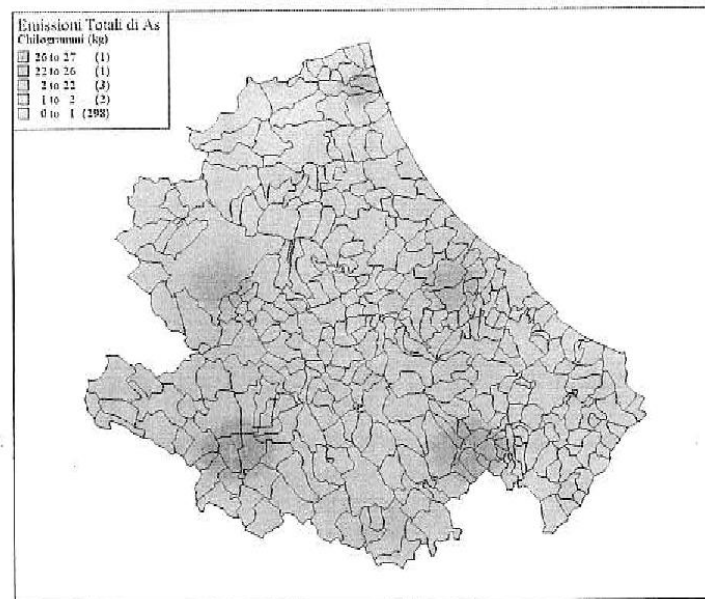 Emissioni Totali di As
Chilogrammi (kg)
26 to 27 (1)
22 to 26 (1)
2 to 22 (3)
1 to 2 (2)
0 to 1 (298)